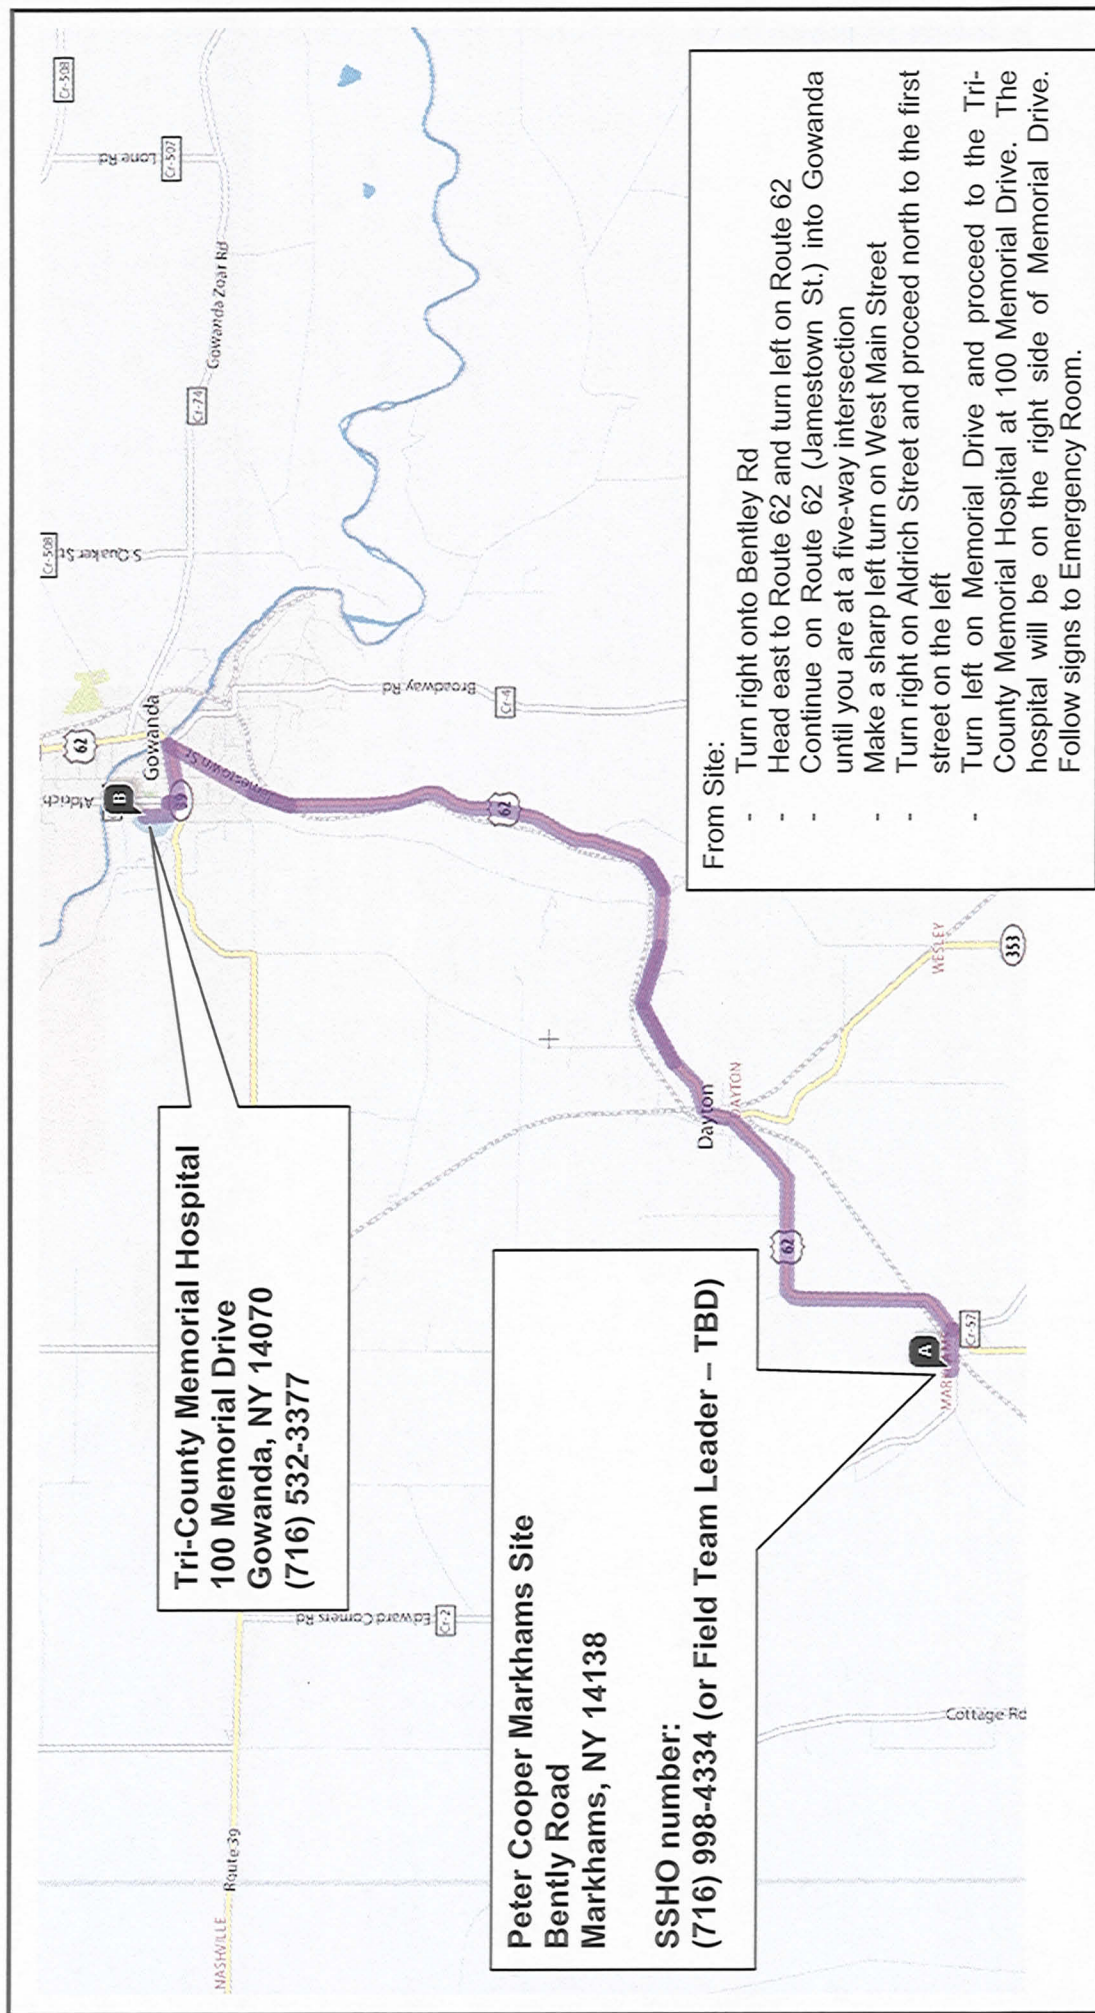 Tri-County Memorial Hospital
100 Memorial Drive
Gowanda, NY 14070
(716) 532-3377
Peter Cooper Markhams Site
Bently Road
Markhams, NY 14138
SSHO number:
(716) 998-4334 (or Field Team Leader – TBD)
From Site:
- Turn right onto Bentley Rd
- Head east to Route 62 and turn left on Route 62
- Continue on Route 62 (Jamestown St.) into Gowanda
until you are at a five-way intersection
- Make a sharp left turn on West Main Street
- Turn right on Aldrich Street and proceed north to the first
street on the left
- Turn left on Memorial Drive and proceed to the Tri-
County Memorial Hospital at 100 Memorial Drive. The
hospital will be on the right side of Memorial Drive.
Follow signs to Emergency Room.
NASHVILLE
Route 39
Edward Corners Rd
Cr-2
Cottage Rd
A
Cr-57
62
Dayton
DAYTON
WESLEY
353
62
Jamestown St
B
Aldrich
Gowanda
39
62
Broadway Rd
Cr-4
S Quaker St
Cr-508
Cr-74
Gowanda Zoar Rd
Lone Rd
Cr-507
Cr-508